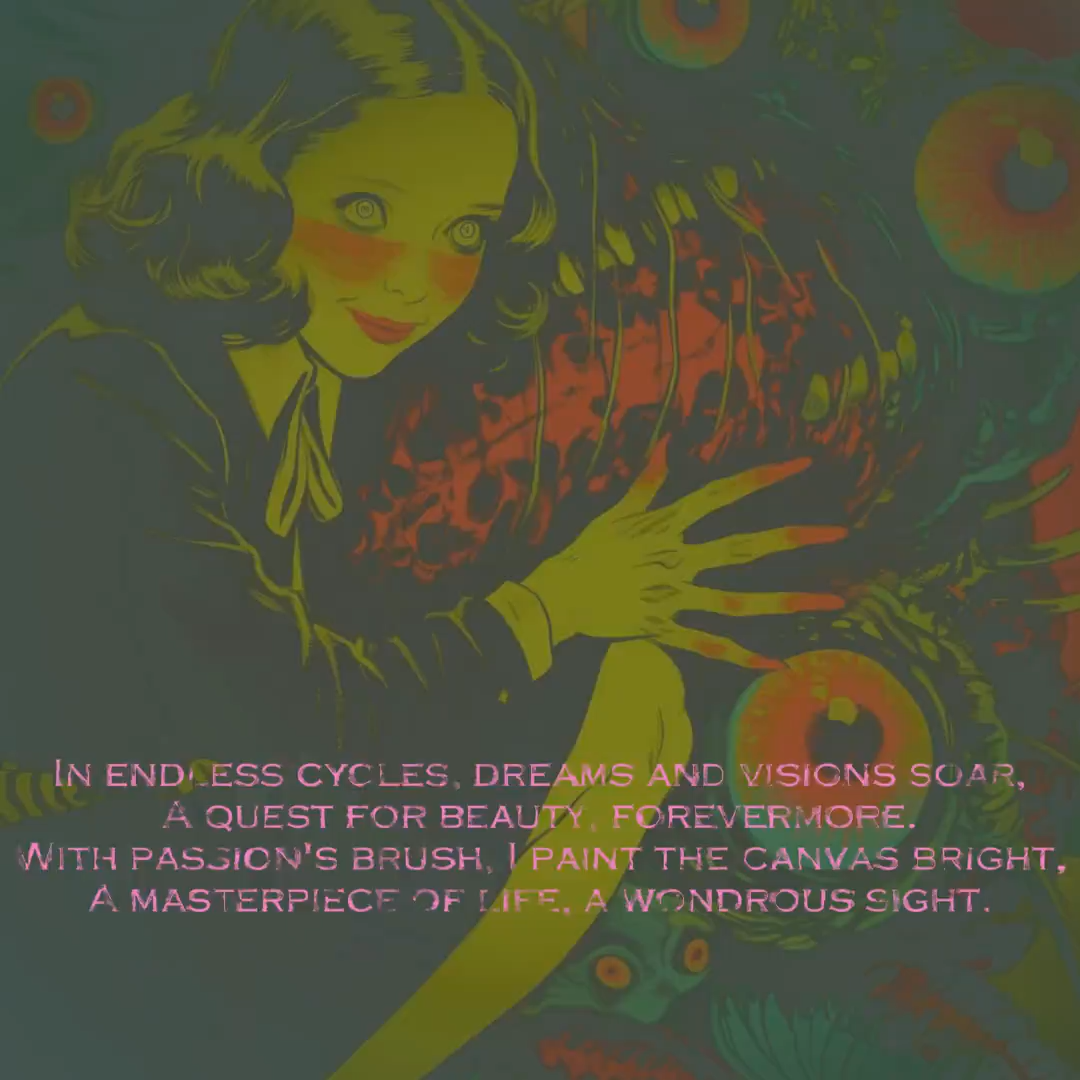 In endless cycles, dreams and visions soar,
A quest for beauty, forevermore.
With passion's brush, I paint the canvas bright,
A masterpiece of life, a wondrous sight.